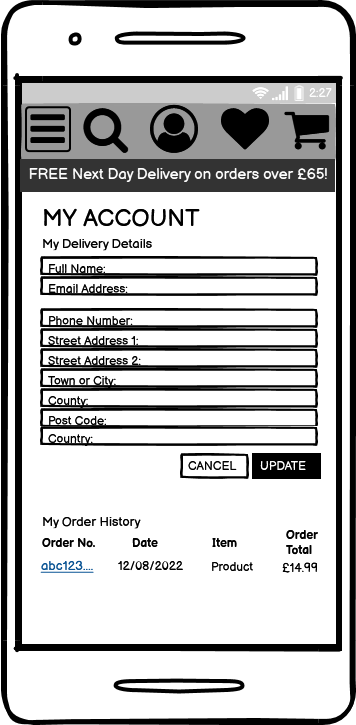 2:27
FREE Next Day Delivery on orders over £65!
MY ACCOUNT
My Delivery Details
Full Name:
Email Address:
Phone Number:
Street Address 1:
Street Address 2:
Town or City:
County:
Post Code:
Country:
CANCEL UPDATE
My Order History
Order No. Date Item Order Total
abc123.... 12/08/2022 Product £14.99